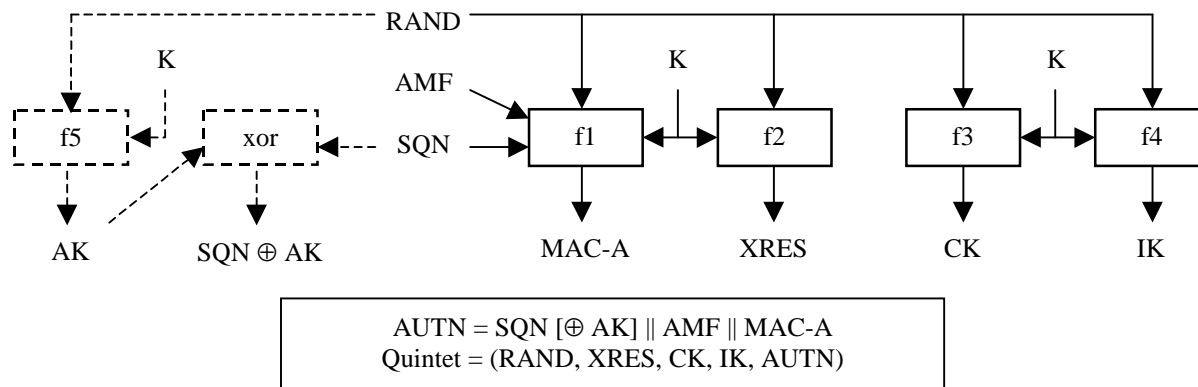 RAND
K
K
K
AMF
f5
xor
SQN
f1
f2
f3
f4
AK
SQN ⊕ AK
MAC-A
XRES
CK
IK
AUTN = SQN [⊕ AK] || AMF || MAC-A
Quintet = (RAND, XRES, CK, IK, AUTN)